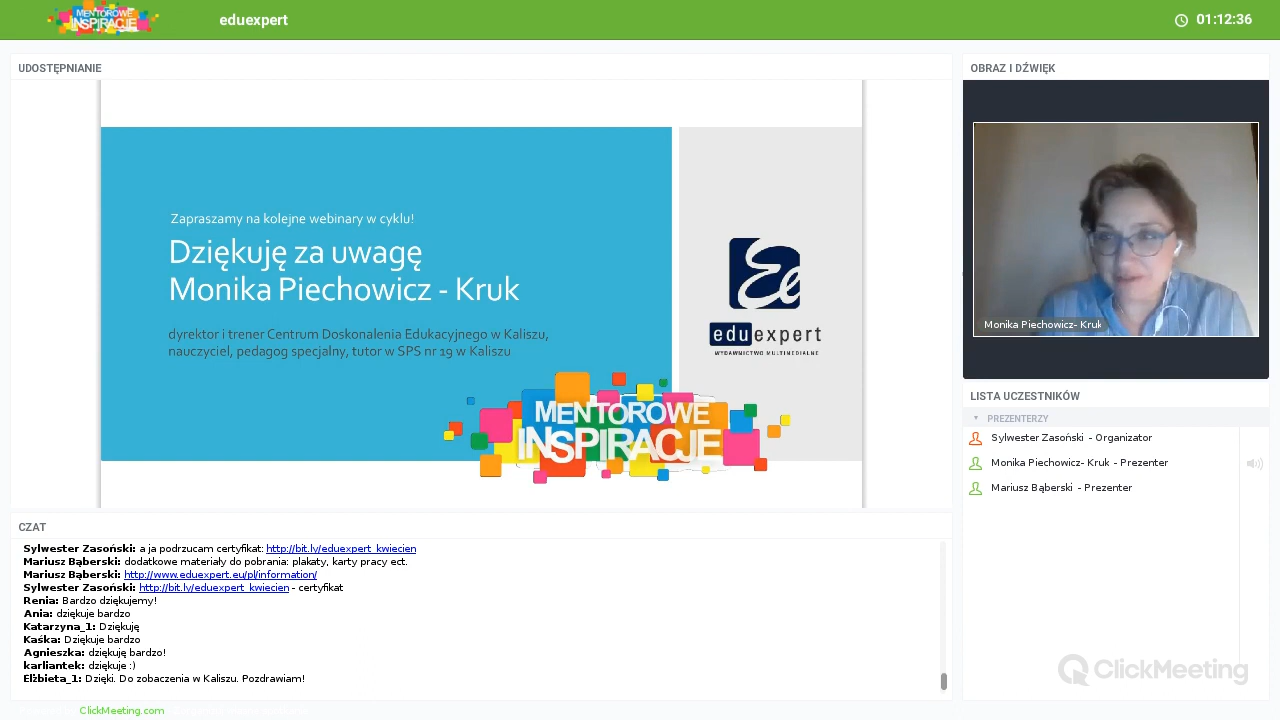 MENTOROWE
INSPIRACJE
eduexpert
01:12:36
UDOSTĘPNIANIE
OBRAZ I DŹWIĘK
Zapraszamy na kolejne webinary w cyklu!
Dziękuję za uwagę
Monika Piechowicz - Kruk
dyrektor i trener Centrum Doskonalenia Edukacyjnego w Kaliszu,
nauczyciel, pedagog specjalny, tutor w SPS nr 19 w Kaliszu
eduexpert
WYDAWNICTWO MULTIMEDIALNE
MENTOROWE
INSPIRACJE
Monika Piechowicz- Kruk
LISTA UCZESTNIKÓW
PREZENTERZY
Sylwester Zasoński - Organizator
Monika Piechowicz- Kruk - Prezenter
Mariusz Bąberski - Prezenter
CZAT
Sylwester Zasoński: a ja podrzucam certyfikat: http://bit.ly/eduexpert_kwiecien
Mariusz Bąberski: dodatkowe materiały do pobrania: plakaty, karty pracy ect.
Mariusz Bąberski: http://www.eduexpert.eu/pl/information/
Sylwester Zasoński: http://bit.ly/eduexpert_kwiecien - certyfikat
Renia: Bardzo dziękujemy!
Ania: dziękuje bardzo
Katarzyna_1: Dziękuję
Kaśka: Dziękuje bardzo
Agnieszka: dziękuję bardzo!
karliantek: dziękuje :)
Elżbieta_1: Dzięki. Do zobaczenia w Kaliszu. Pozdrawiam!
ClickMeeting
ClickMeeting.com